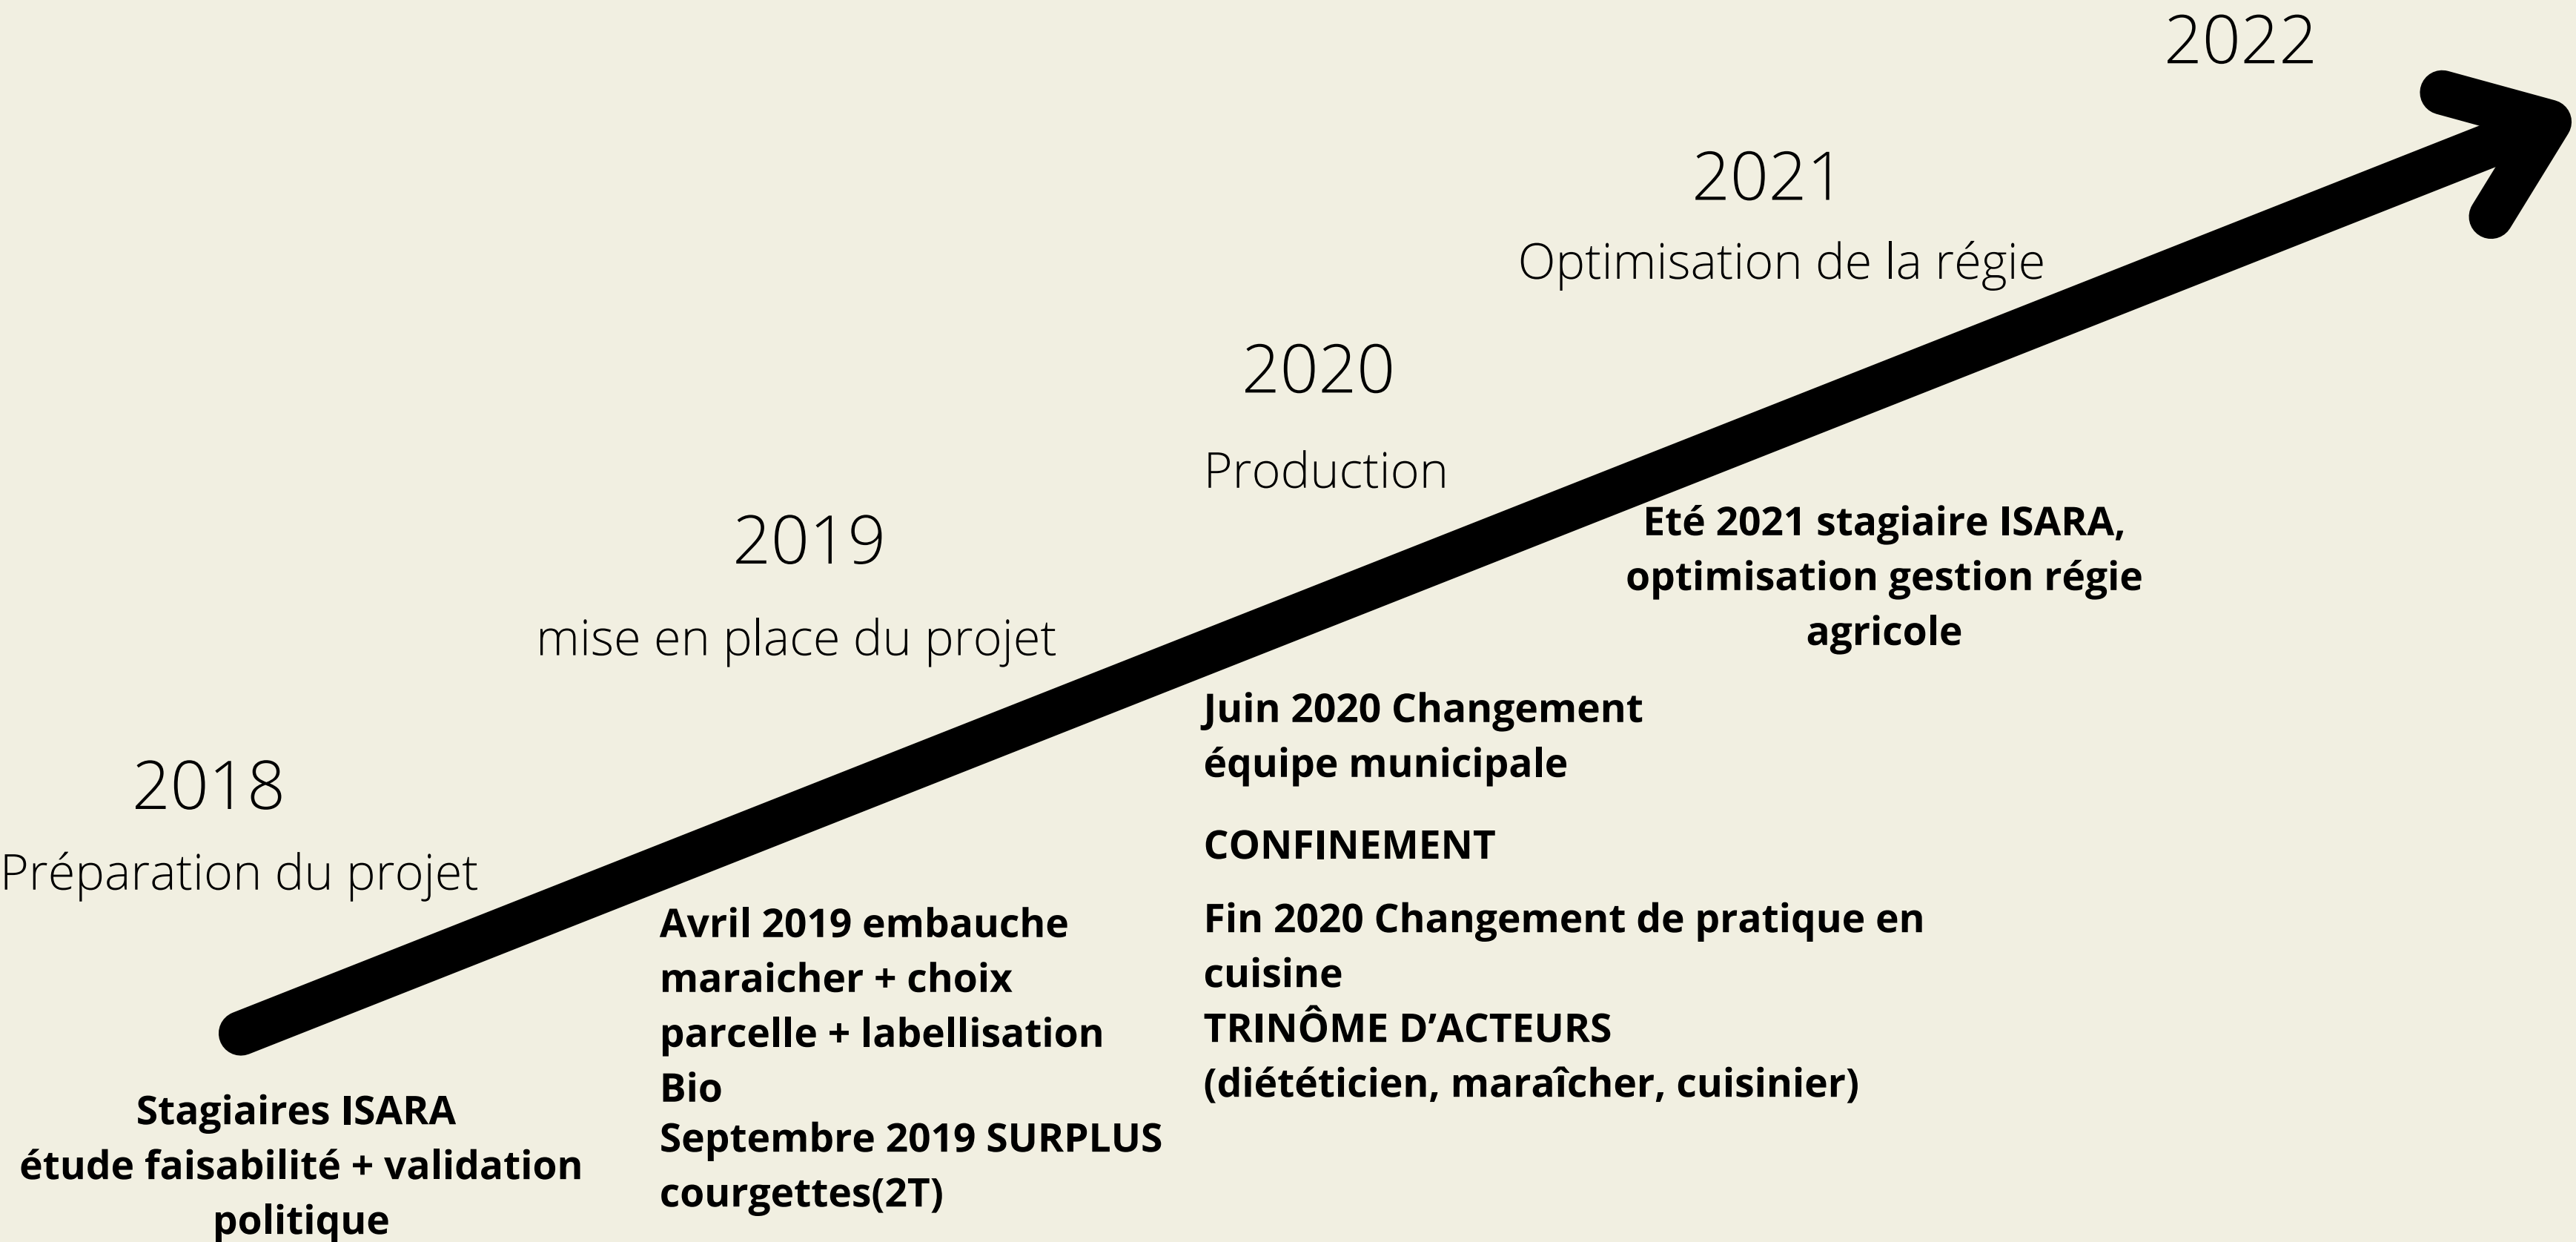 2018
Préparation du projet
Stagiaires ISARA
étude faisabilité + validation
politique
2019
mise en place du projet
Avril 2019 embauche
maraicher + choix
parcelle + labellisation
Bio
Septembre 2019 SURPLUS
courgettes(2T)
2020
Production
Juin 2020 Changement
équipe municipale
CONFINEMENT
Fin 2020 Changement de pratique en
cuisine
TRINÔME D’ACTEURS
(diététicien, maraîcher, cuisinier)
2021
Optimisation de la régie
Eté 2021 stagiaire ISARA,
optimisation gestion régie
agricole
2022